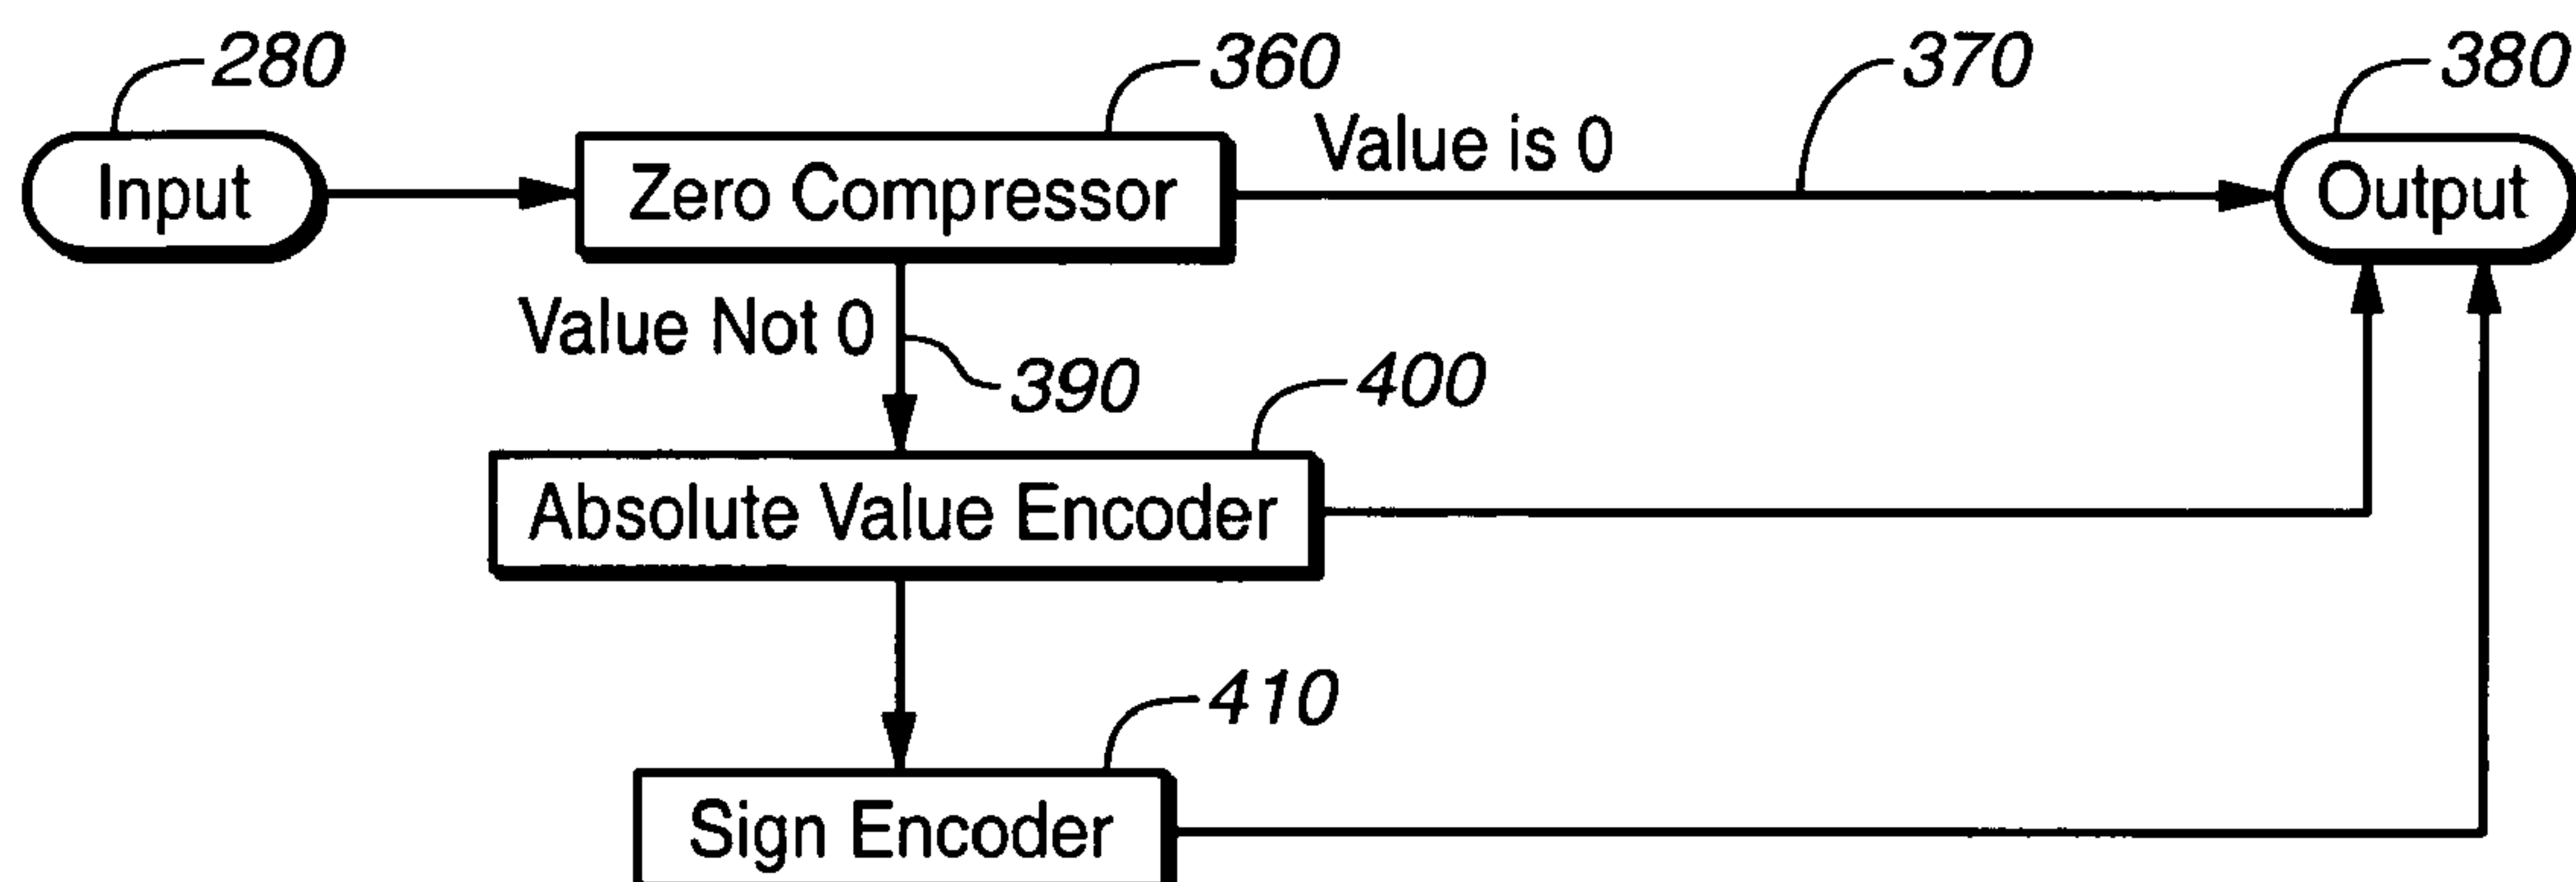 280
360
370
380
Value is 0
Input
Zero Compressor
Output
Value Not 0
390
400
Absolute Value Encoder
410
Sign Encoder